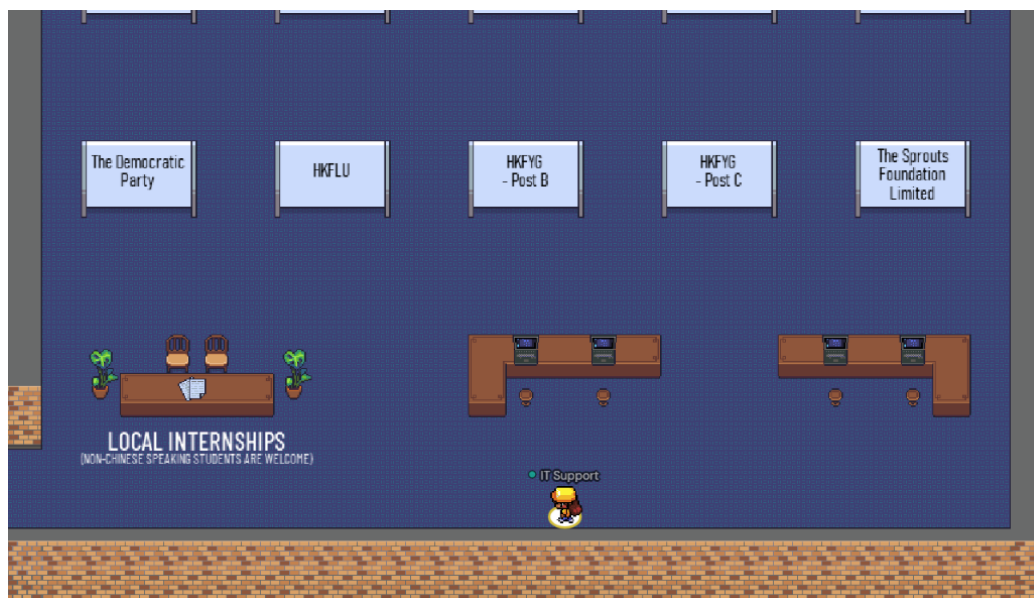 The Democratic
Party
HKFLU
HKFYG
- Post B
HKFYG
- Post C
The Sprouts
Foundation
Limited
LOCAL INTERNSHIPS
(NON-CHINESE SPEAKING STUDENTS ARE WELCOME)
IT Support